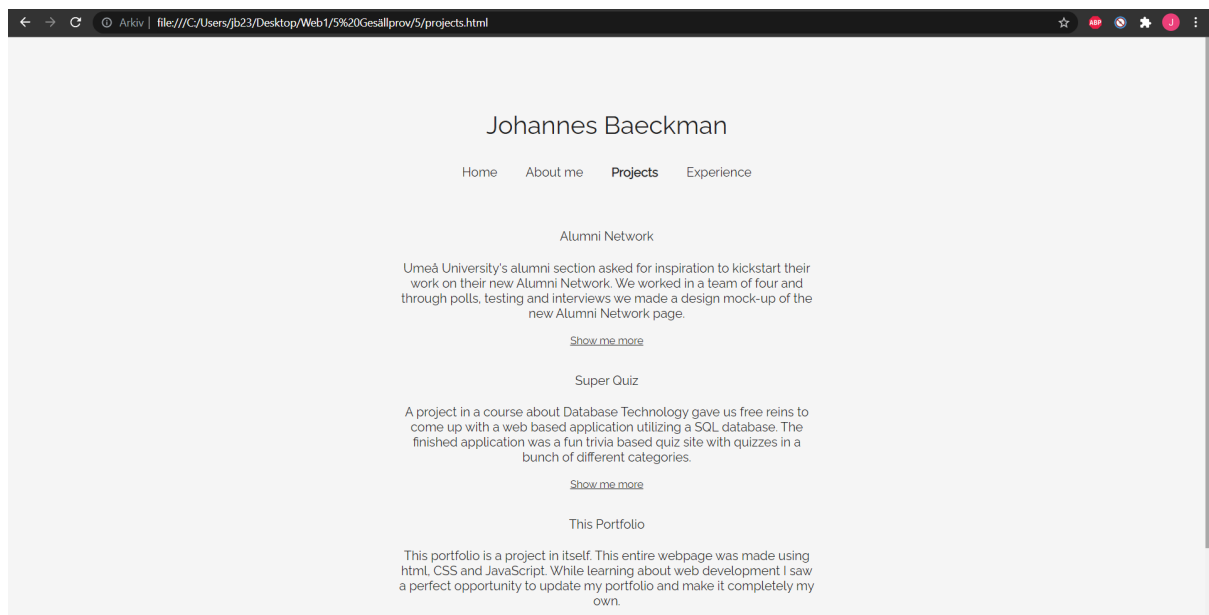 Arkiv | file:///C:/Users/jb23/Desktop/Web1/5%20Gesällprov/5/projects.html
ABP
J
Johannes Baeckman
Home About me Projects Experience
Alumni Network
Umeå University's alumni section asked for inspiration to kickstart their
work on their new Alumni Network. We worked in a team of four and
through polls, testing and interviews we made a design mock-up of the
new Alumni Network page.
Show me more
Super Quiz
A project in a course about Database Technology gave us free reins to
come up with a web based application utilizing a SQL database. The
finished application was a fun trivia based quiz site with quizzes in a
bunch of different categories.
Show me more
This Portfolio
This portfolio is a project in itself. This entire webpage was made using
html, CSS and JavaScript. While learning about web development I saw
a perfect opportunity to update my portfolio and make it completely my
own.